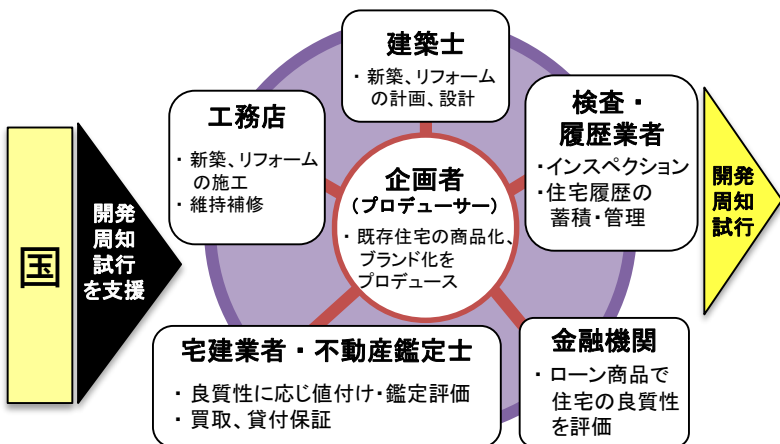 国
開発
周知
試行
を支援
建築士
・新築、リフォーム
の計画、設計
工務店
・新築、リフォーム
の施工
・維持補修
検査・
履歴業者
・インスペクション
・住宅履歴の
蓄積・管理
企画者
（プロデューサー）
・既存住宅の商品化、
ブランド化を
プロデュース
宅建業者・不動産鑑定士
・良質性に応じ値付け・鑑定評価
・買取、貸付保証
金融機関
・ローン商品で
住宅の良質性
を評価
開発
周知
試行